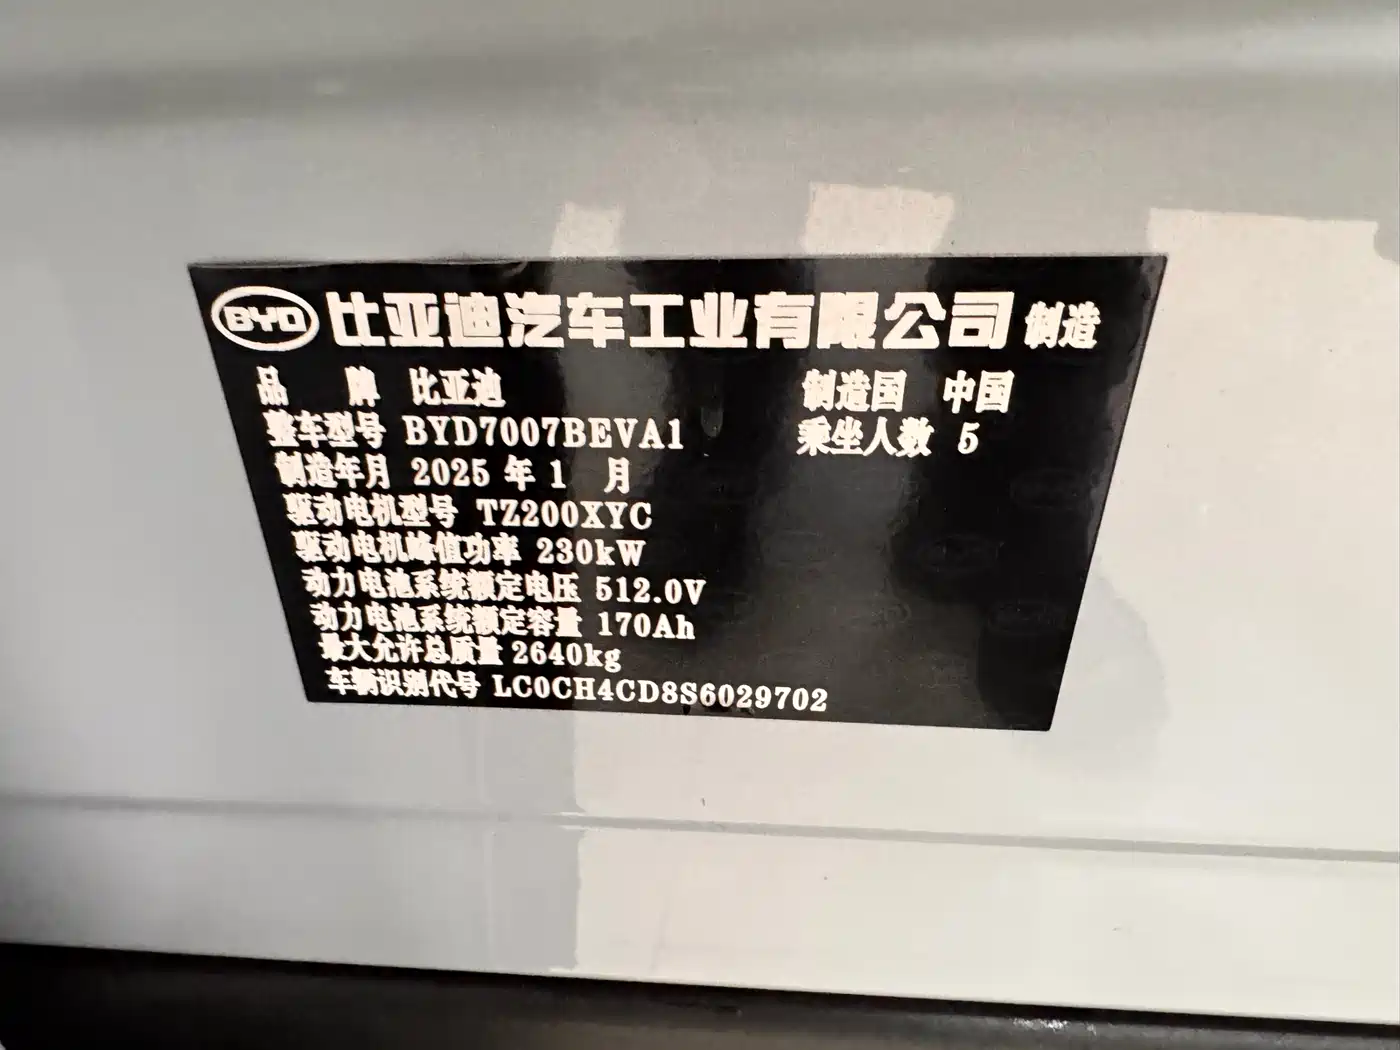 BYD 比亚迪汽车工业有限公司 制造
品 牌 比亚迪 制造国 中国
整车型号 BYD7007BEVA1 乘坐人数 5
制造年月 2025 年 1 月
驱动电机型号 TZ200XYC
驱动电机峰值功率 230kW
动力电池系统额定电压 512.0V
动力电池系统额定容量 170Ah
最大允许总质量 2640kg
车辆识别代号 LC0CH4CD8S6029702